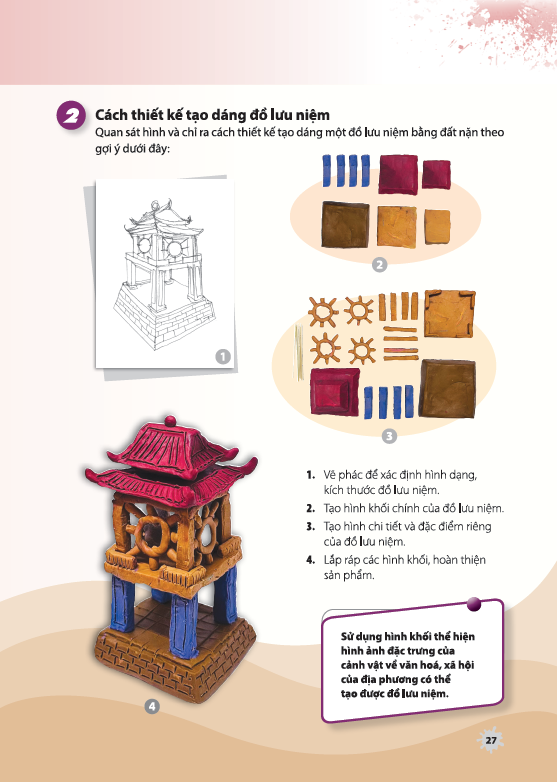 2 Cách thiết kế tạo dáng đồ lưu niệm
Quan sát hình và chỉ ra cách thiết kế tạo dáng một đồ lưu niệm bằng đất nặn theo
gợi ý dưới đây:
1
2
3
1. Vẽ phác để xác định hình dạng,
kích thước đồ lưu niệm.
2. Tạo hình khối chính của đồ lưu niệm.
3. Tạo hình chi tiết và đặc điểm riêng
của đồ lưu niệm.
4. Lắp ráp các hình khối, hoàn thiện
sản phẩm.
4
Sử dụng hình khối thể hiện
hình ảnh đặc trưng của
cảnh vật về văn hoá, xã hội
của địa phương có thể
tạo được đồ lưu niệm.
27